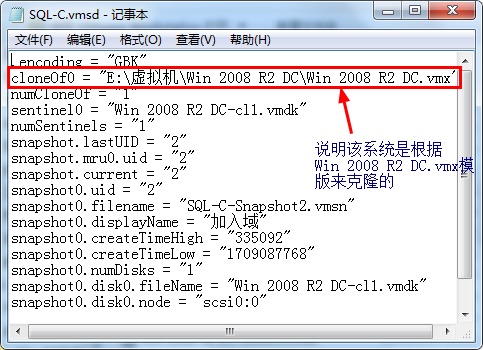 SQL-C.vmsd - 记事本
文件(F) 编辑(E) 格式(O) 查看(V) 帮助(H)
.encoding = "GBK"
cloneOf0 = "E:\虚拟机\Win 2008 R2 DC\Win 2008 R2 DC.vmx"
numCloneOf = "1"
sentinel0 = "Win 2008 R2 DC-cl1.vmdk"
numSentinels = "1"
snapshot.lastUID = "2"
snapshot.mru0.uid = "2"
snapshot.current = "2"
snapshot0.uid = "2"
snapshot0.filename = "SQL-C-Snapshot2.vmsn"
snapshot0.displayName = "加入域"
snapshot0.createTimeHigh = "335092"
snapshot0.createTimeLow = "1709087768"
snapshot0.numDisks = "1"
snapshot0.disk0.fileName = "Win 2008 R2 DC-cl1.vmdk"
snapshot0.disk0.node = "scsi0:0"
说明该系统是根据
Win 2008 R2 DC.vmx模
版来克隆的